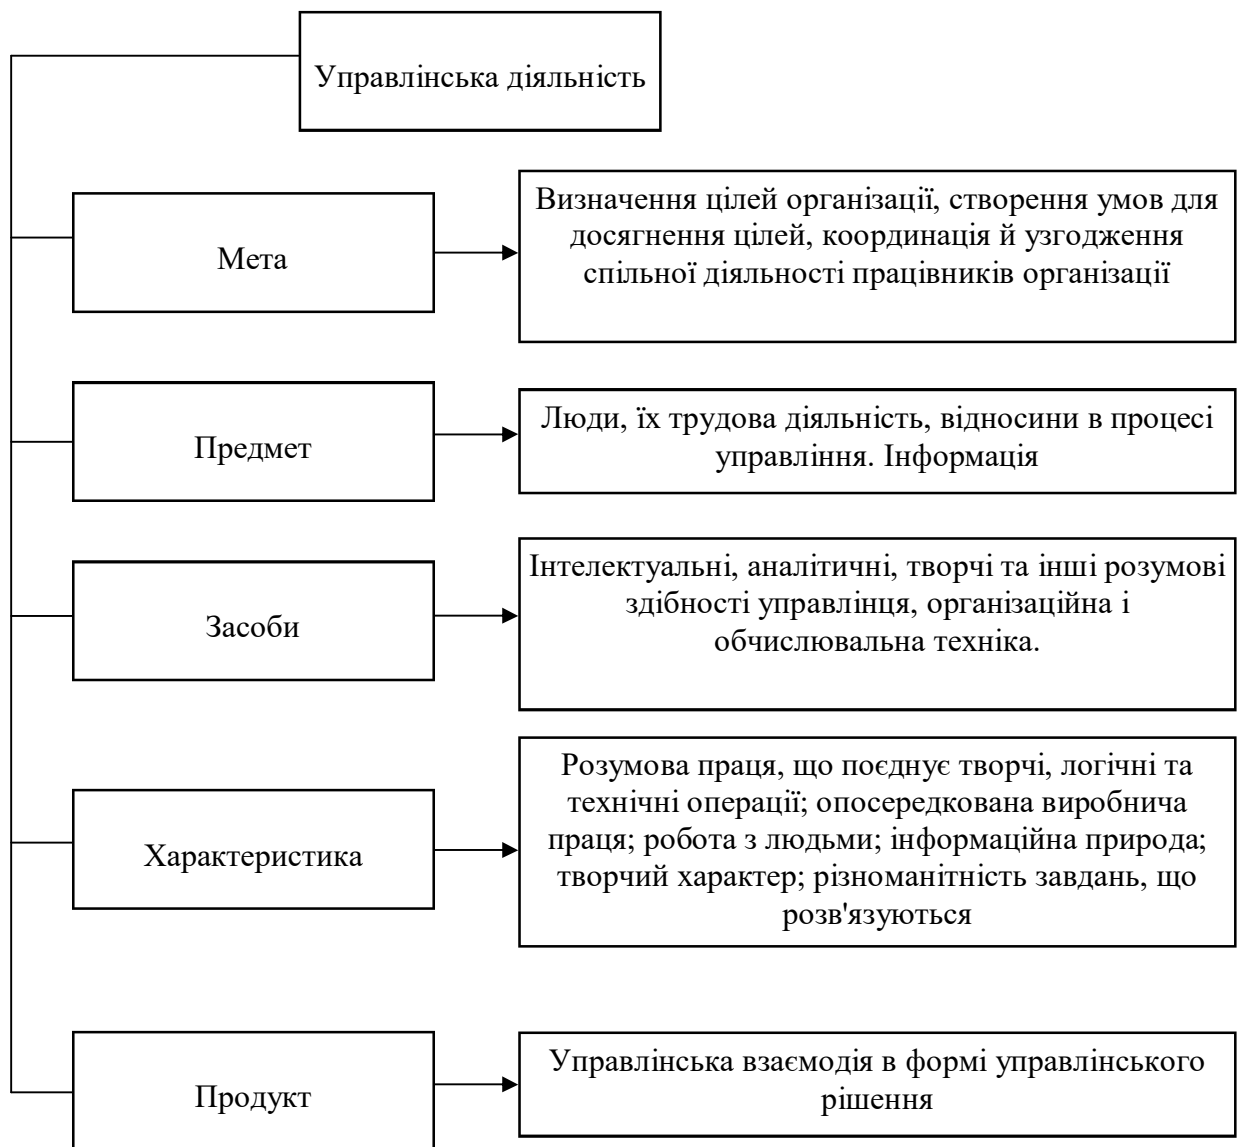 Управлінська діяльність
Мета
Визначення цілей організації, створення умов для
досягнення цілей, координація й узгодження
спільної діяльності працівників організації
Предмет
Люди, їх трудова діяльність, відносини в процесі
управління. Інформація
Засоби
Інтелектуальні, аналітичні, творчі та інші розумові
здібності управлінця, організаційна і
обчислювальна техніка.
Характеристика
Розумова праця, що поєднує творчі, логічні та
технічні операції; опосередкована виробнича
праця; робота з людьми; інформаційна природа;
творчий характер; різноманітність завдань, що
розв'язуються
Продукт
Управлінська взаємодія в формі управлінського
рішення